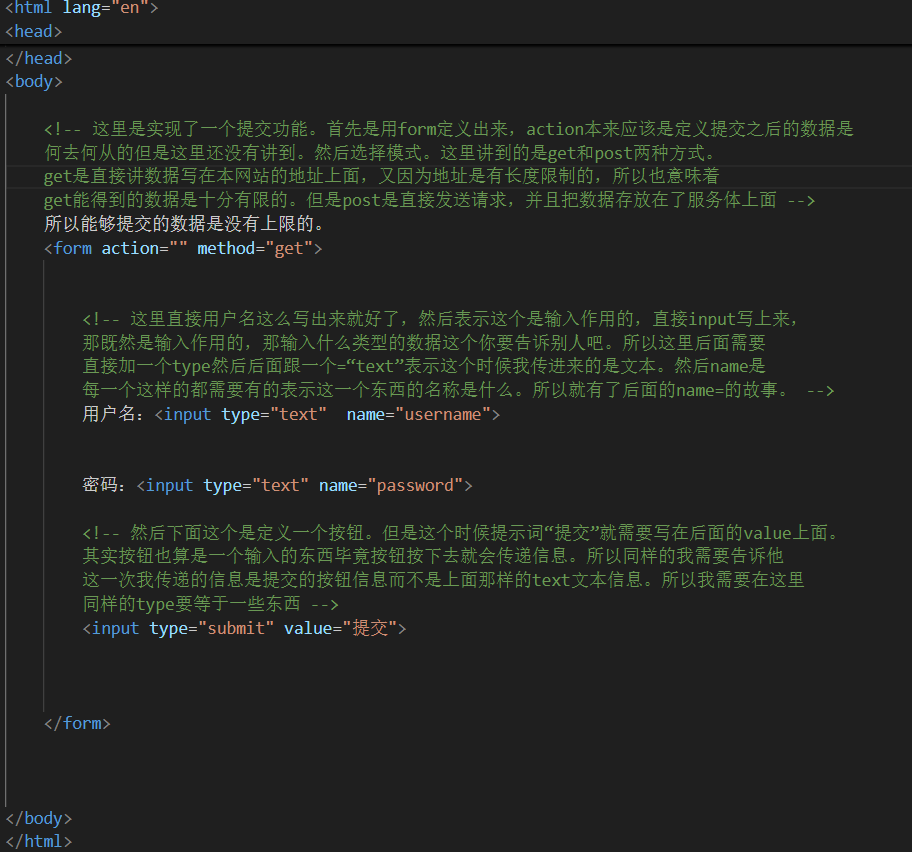 <html lang="en">
<head>
</head>
<body>
<!-- 这里是实现了一个提交功能。首先是用form定义出来，action本来应该是定义提交之后的数据是
何去何从的但是这里还没有讲到。然后选择模式。这里讲到的是get和post两种方式。
get是直接讲数据写在本网站的地址上面，又因为地址是有长度限制的，所以也意味着
get能得到的数据是十分有限的。但是post是直接发送请求，并且把数据存放在了服务体上面 -->
所以能够提交的数据是没有上限的。
<form action="" method="get">
<!-- 这里直接用户名这么写出来就好了，然后表示这个是输入作用的，直接input写上来，
那既然是输入作用的，那输入什么类型的数据这个你要告诉别人吧。所以这里后面需要
直接加一个type然后后面跟一个=“text”表示这个时候我传进来的是文本。然后name是
每一个这样的都需要有的表示这一个东西的名称是什么。所以就有了后面的name=的故事。 -->
用户名：<input type="text"  name="username">
密码：<input type="text" name="password">
<!-- 然后下面这个是定义一个按钮。但是这个时候提示词“提交”就需要写在后面的value上面。
其实按钮也算是一个输入的东西毕竟按钮按下去就会传递信息。所以同样的我需要告诉他
这一次我传递的信息是提交的按钮信息而不是上面那样的text文本信息。所以我需要在这里
同样的type要等于一些东西 -->
<input type="submit" value="提交">
</form>
</body>
</html>